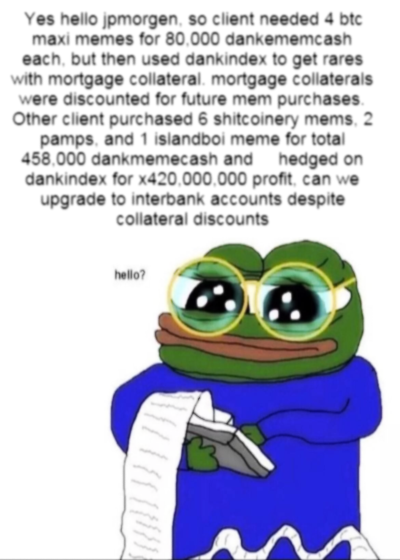 Yes hello jpmorgen, so client needed 4 btc
maxi memes for 80,000 dankememcash
each, but then used dankindex to get rares
with mortgage collateral. mortgage collaterals
were discounted for future mem purchases.
Other client purchased 6 shitcoinery mems, 2
pamps, and 1 islandboi meme for total
458,000 dankmemecash and hedged on
dankindex for x420,000,000 profit, can we
upgrade to interbank accounts despite
collateral discounts
hello?